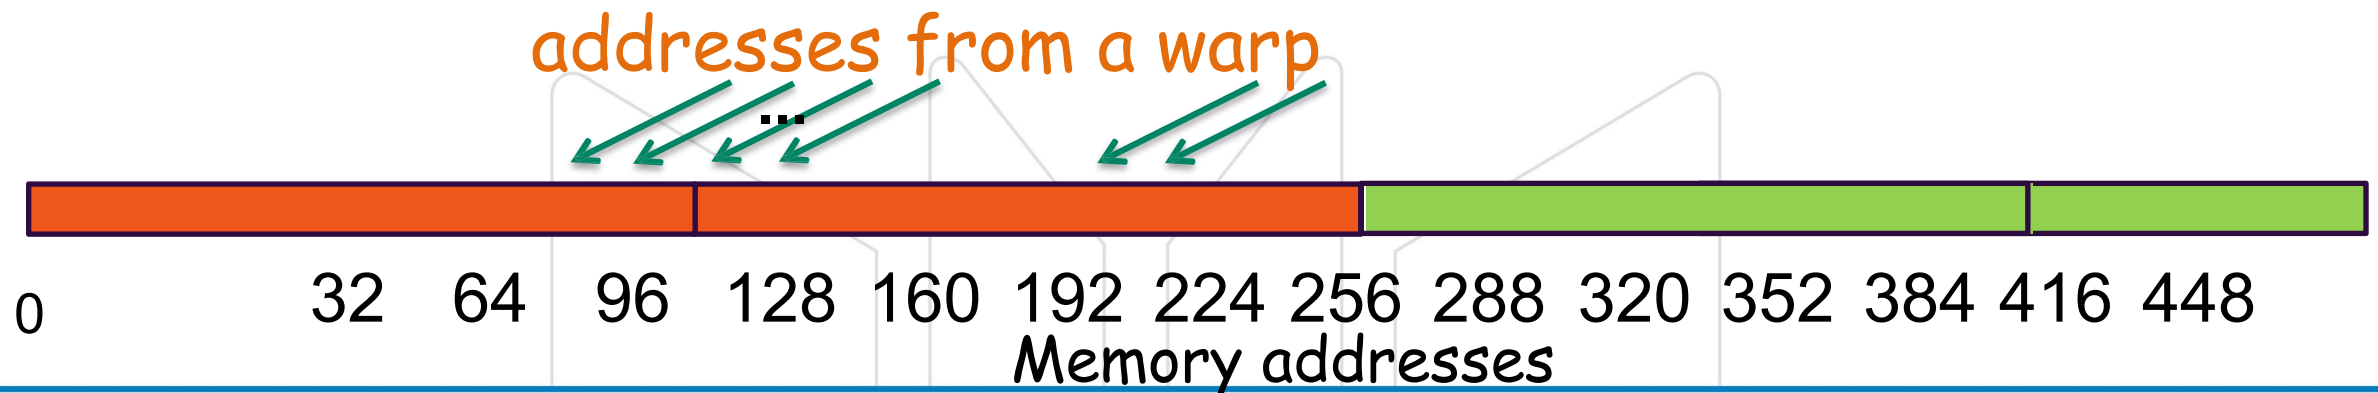 addresses from a warp
...
0 32 64 96 128 160 192 224 256 288 320 352 384 416 448
Memory addresses